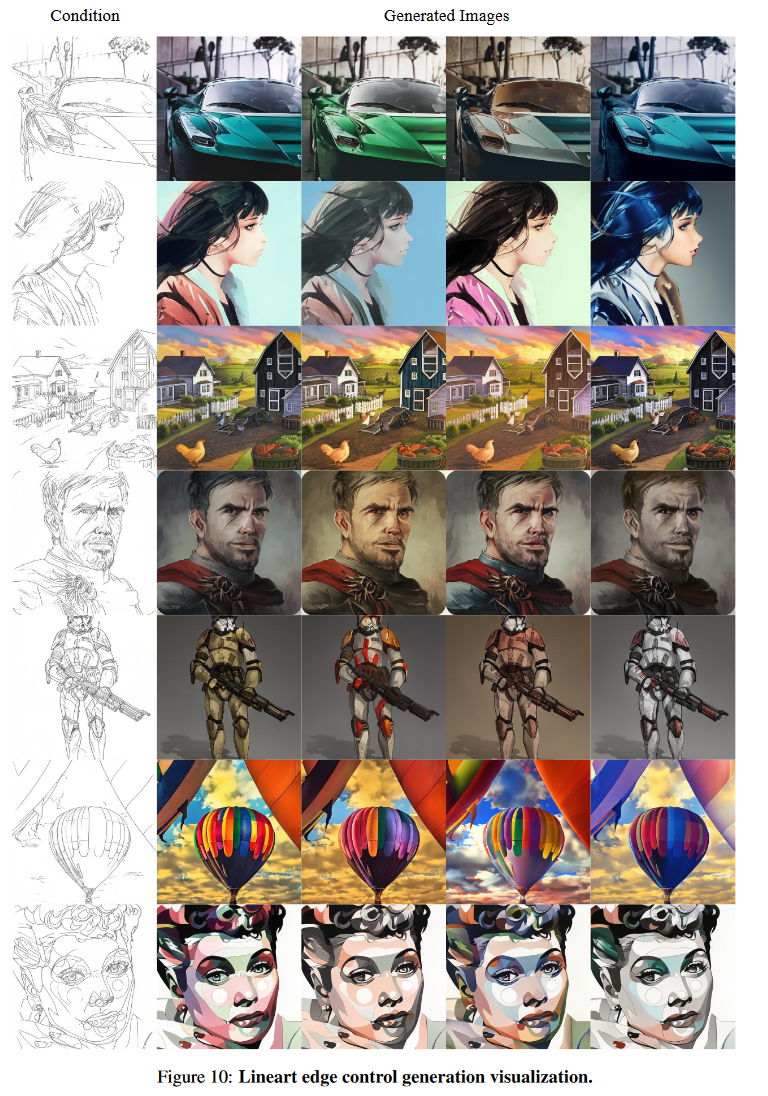 Condition
Generated Images
Figure 10: Lineart edge control generation visualization.